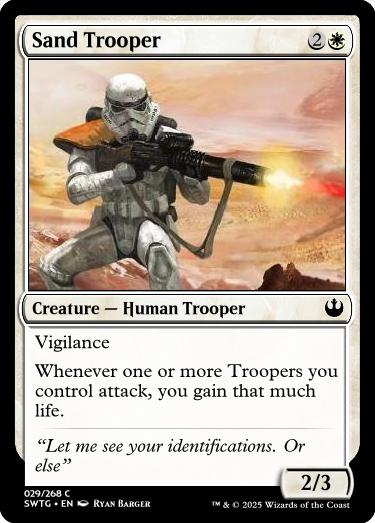 Sand Trooper 2
Creature — Human Trooper
Vigilance
Whenever one or more Troopers you
control attack, you gain that much
life.
“Let me see your identifications. Or
else”
2/3
029/268 C
SWTG • EN Ryan Barger
™ & © 2025 Wizards of the Coast